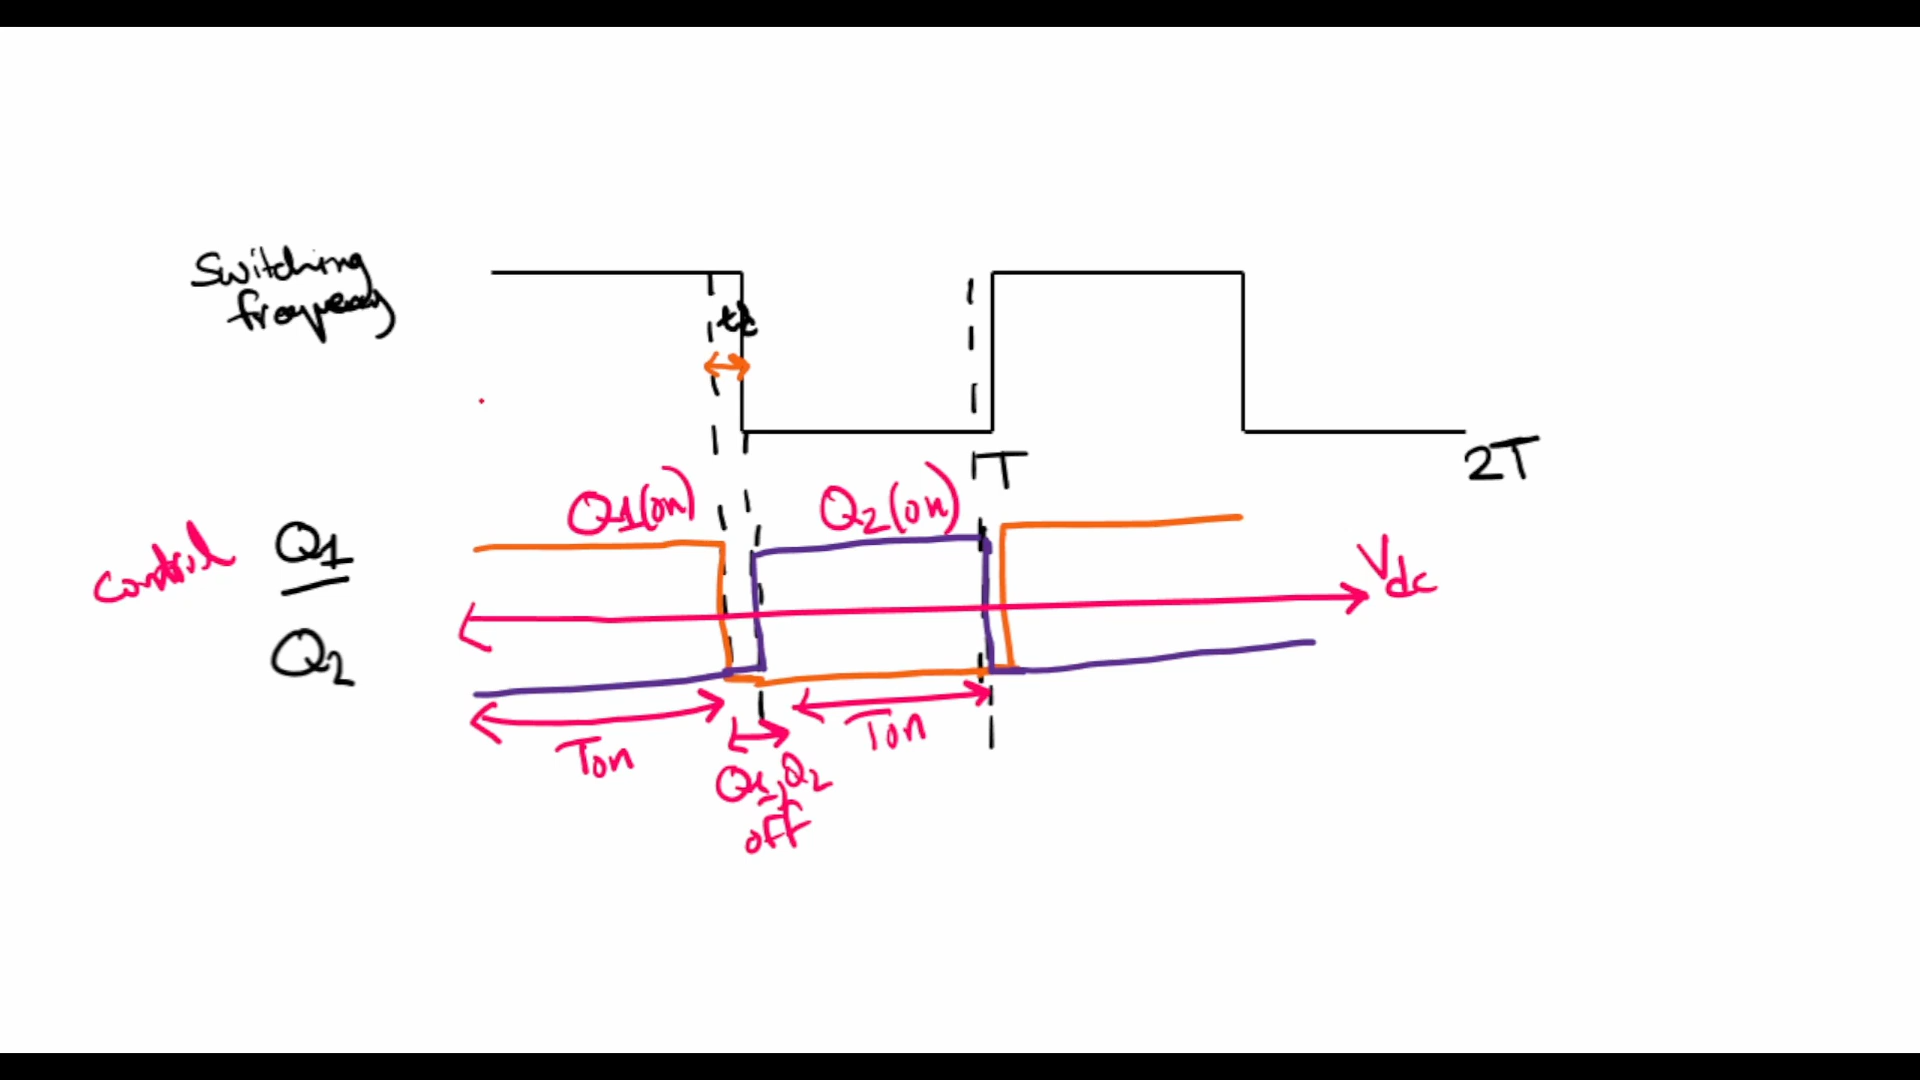 Switching
frequency
td
T
2T
Q1(on)
Q2(on)
Control
Q1
Q2
Vdc
Ton
Ton
Q1, Q2
off